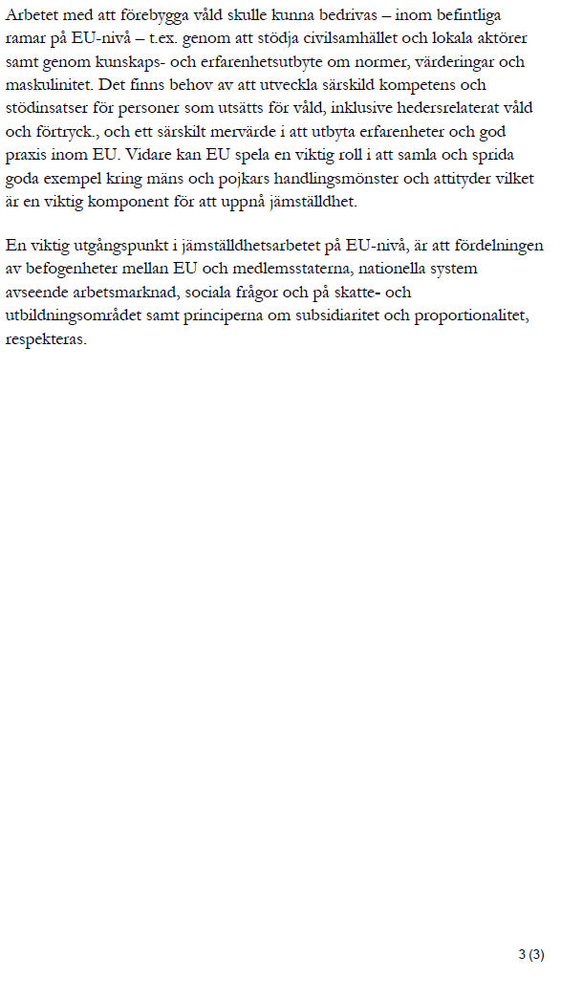 Arbetet med att förebygga våld skulle kunna bedrivas – inom befintliga
ramar på EU-nivå – t.ex. genom att stödja civilsamhället och lokala aktörer
samt genom kunskaps- och erfarenhetsutbyte om normer, värderingar och
maskulinitet. Det finns behov av att utveckla särskild kompetens och
stödinsatser för personer som utsätts för våld, inklusive hedersrelaterat våld
och förtryck., och ett särskilt mervärde i att utbyta erfarenheter och god
praxis inom EU. Vidare kan EU spela en viktig roll i att samla och sprida
goda exempel kring mäns och pojkars handlingsmönster och attityder vilket
är en viktig komponent för att uppnå jämställdhet.
En viktig utgångspunkt i jämställdhetsarbetet på EU-nivå, är att fördelningen
av befogenheter mellan EU och medlemsstaterna, nationella system
avseende arbetsmarknad, sociala frågor och på skatte- och
utbildningsområdet samt principerna om subsidiaritet och proportionalitet,
respekteras.
3 (3)